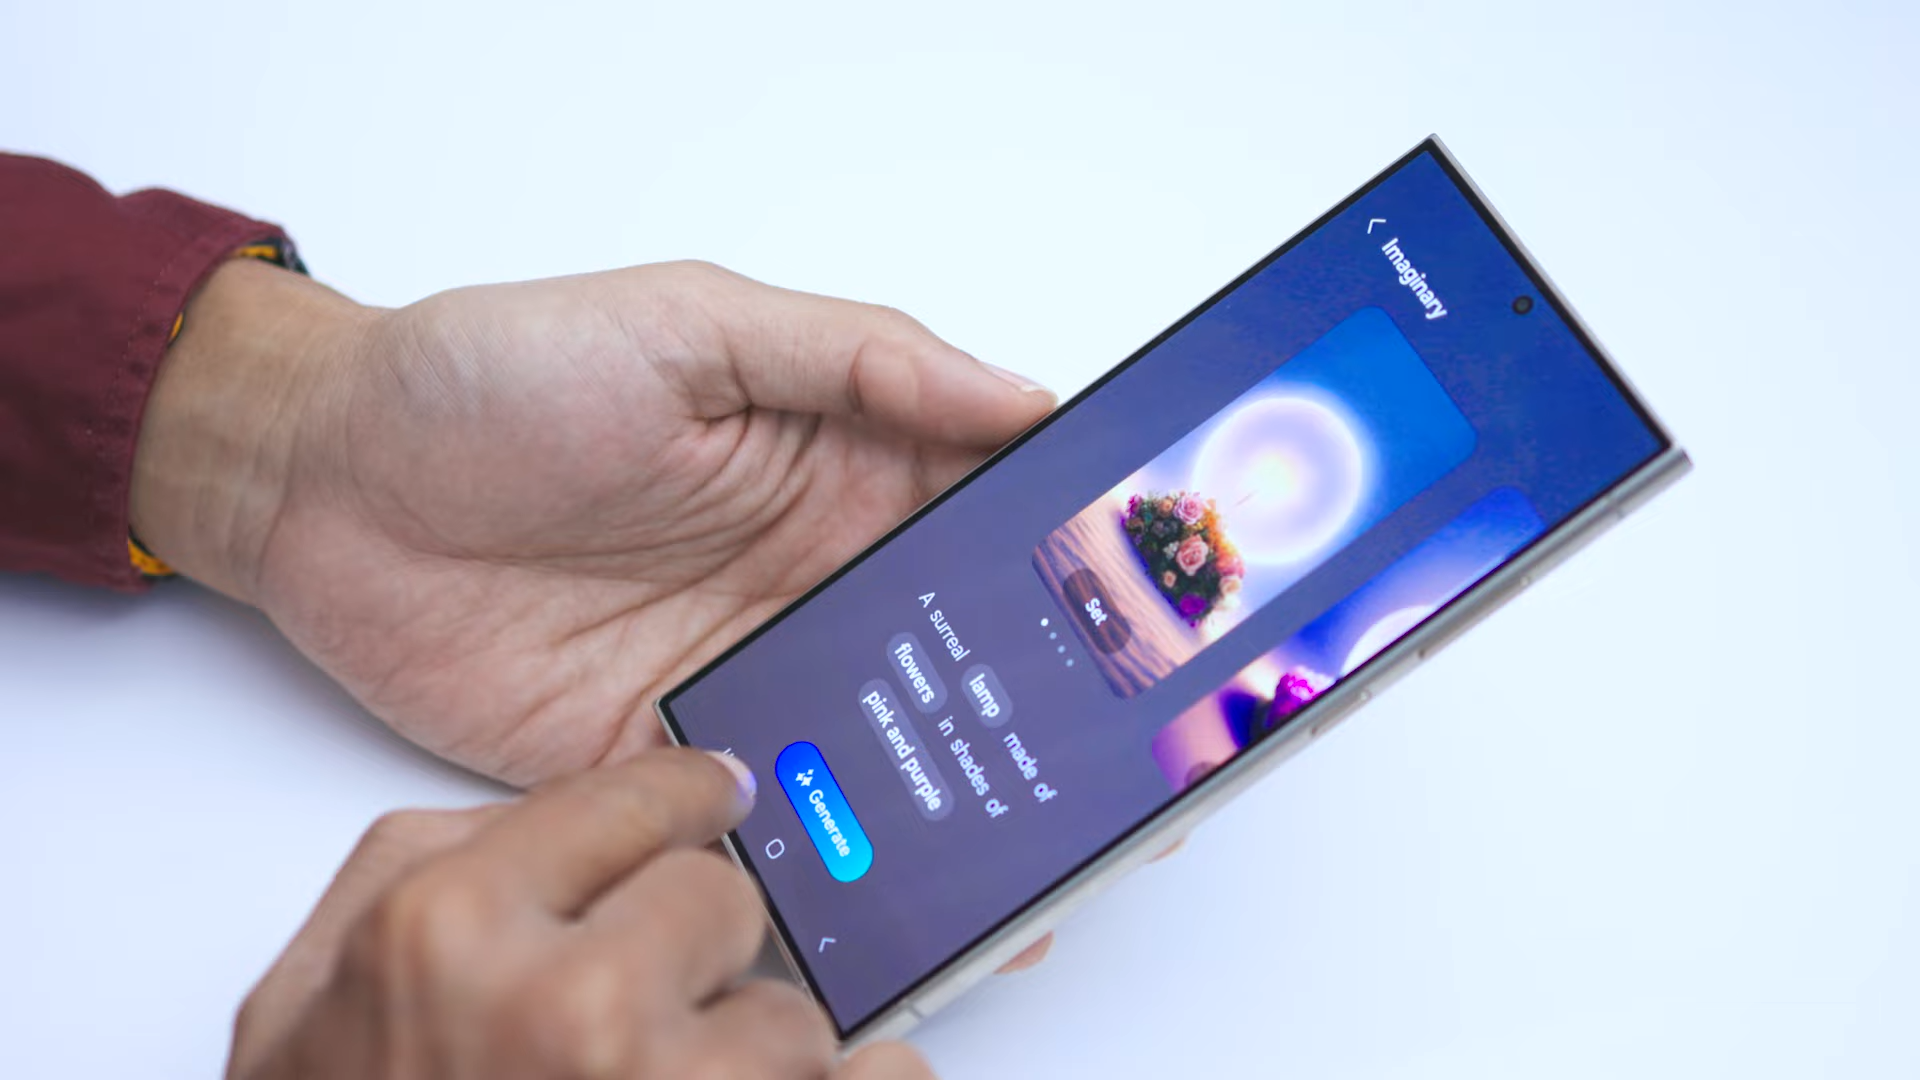 Imaginary
Set
A surreal lamp made of
flowers in shades of
pink and purple
Generate